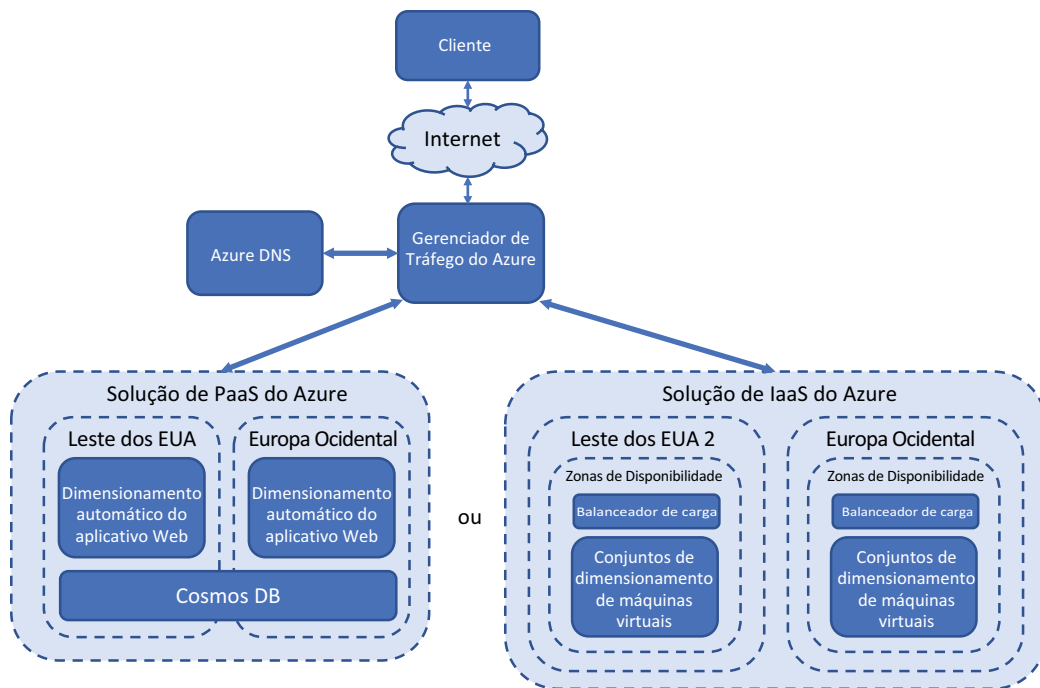 Cliente
Internet
Azure DNS
Gerenciador de
Tráfego do Azure
Solução de PaaS do Azure
Leste dos EUA
Europa Ocidental
Dimensionamento
automático do
aplicativo Web
Dimensionamento
automático do
aplicativo Web
Cosmos DB
ou
Solução de IaaS do Azure
Leste dos EUA 2
Zonas de Disponibilidade
Balanceador de carga
Conjuntos de
dimensionamento
de máquinas
virtuais
Europa Ocidental
Zonas de Disponibilidade
Balanceador de carga
Conjuntos de
dimensionamento
de máquinas
virtuais